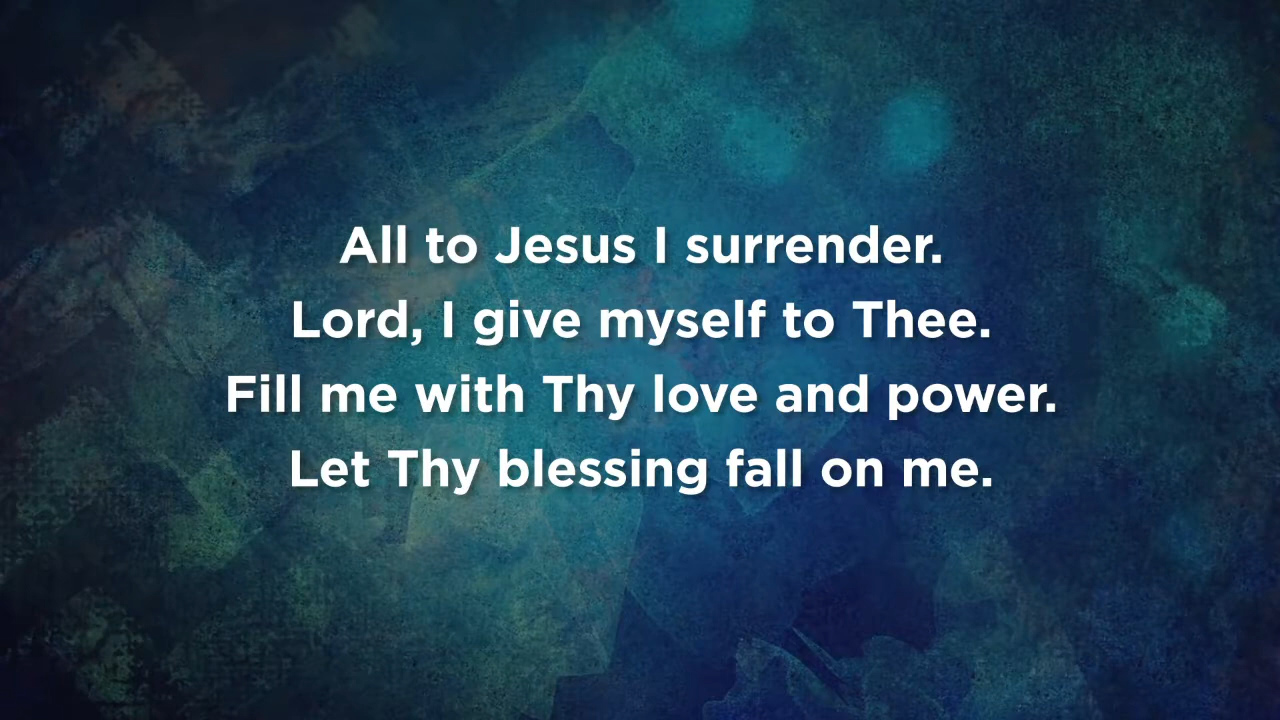 All to Jesus I surrender.
Lord, I give myself to Thee.
Fill me with Thy love and power.
Let Thy blessing fall on me.